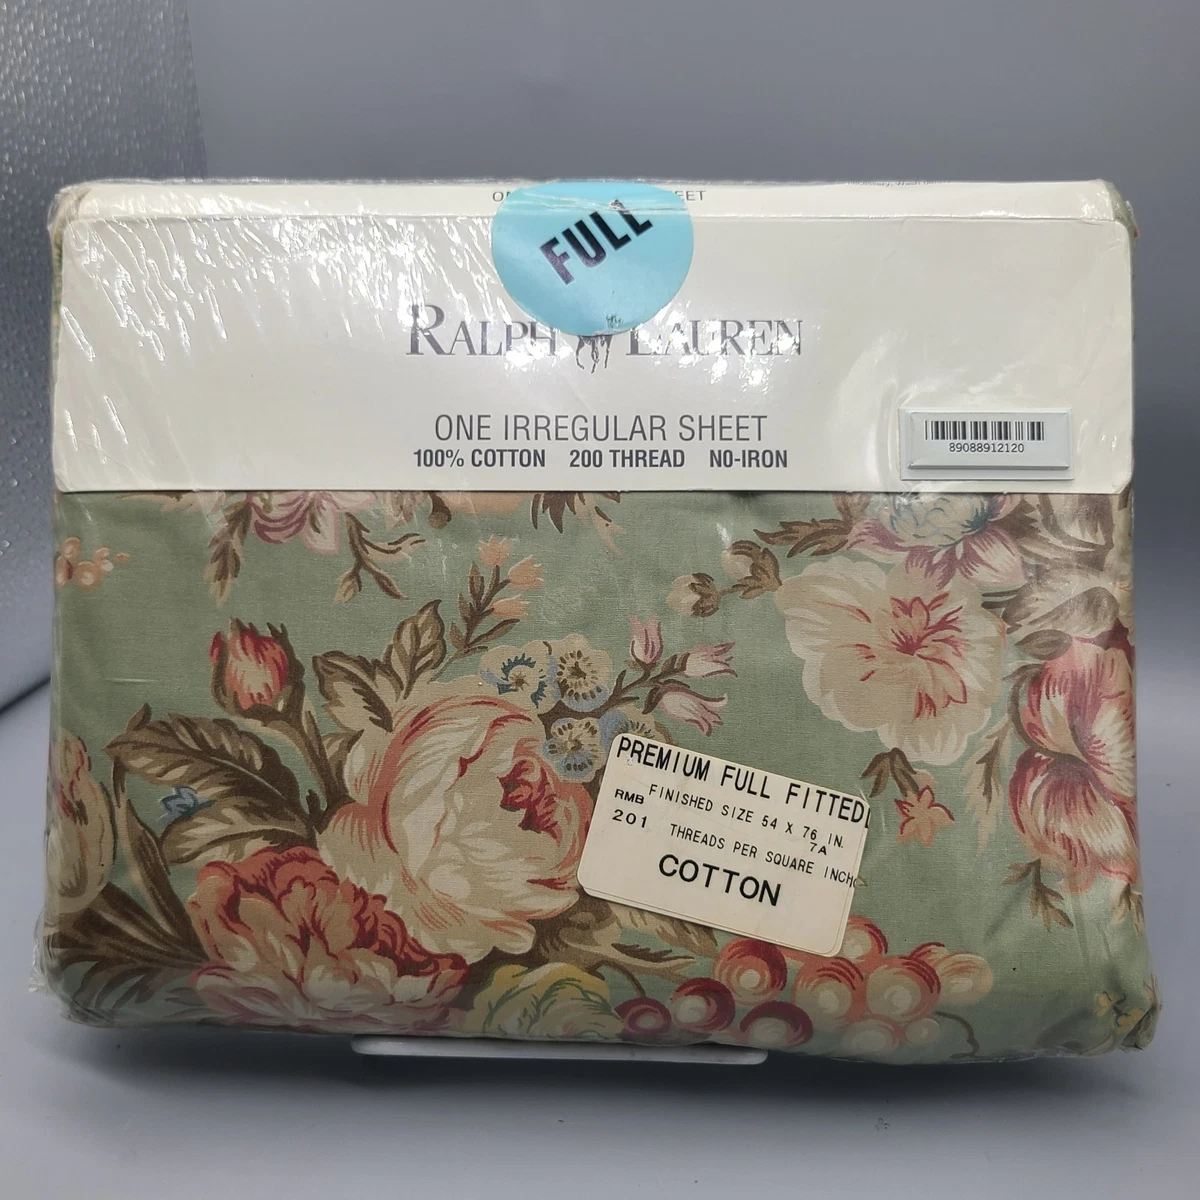 FULL
RALPH LAUREN
ONE IRREGULAR SHEET
100% COTTON 200 THREAD NO-IRON
89088912120
PREMIUM FULL FITTED
FINISHED SIZE 54 X 76 IN.
RMB 7A
201 THREADS PER SQUARE INCH
COTTON